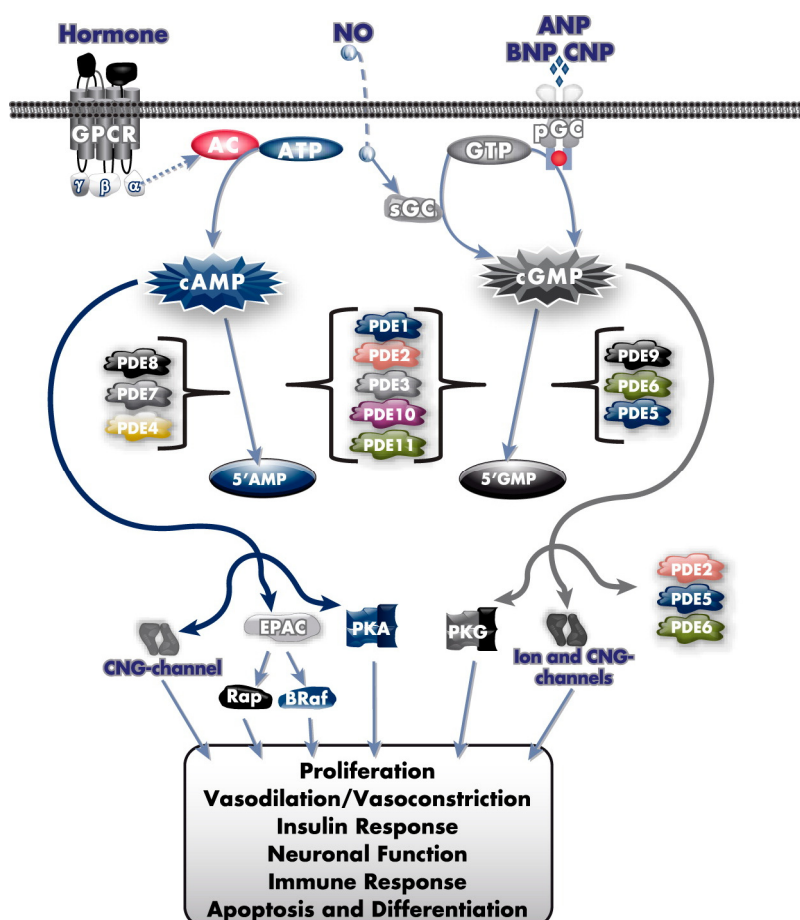 Hormone
NO
ANP
BNP CNP
GPCR
pGC
AC
ATP
GTP
γ
β
α
sGC
cAMP
cGMP
PDE8
PDE7
PDE4
PDE1
PDE2
PDE3
PDE10
PDE11
PDE9
PDE6
PDE5
5'AMP
5'GMP
PDE2
PDE5
PDE6
CNG-channel
EPAC
PKA
PKG
Ion and CNG-
channels
Rap
BRaf
Proliferation
Vasodilation/Vasoconstriction
Insulin Response
Neuronal Function
Immune Response
Apoptosis and Differentiation